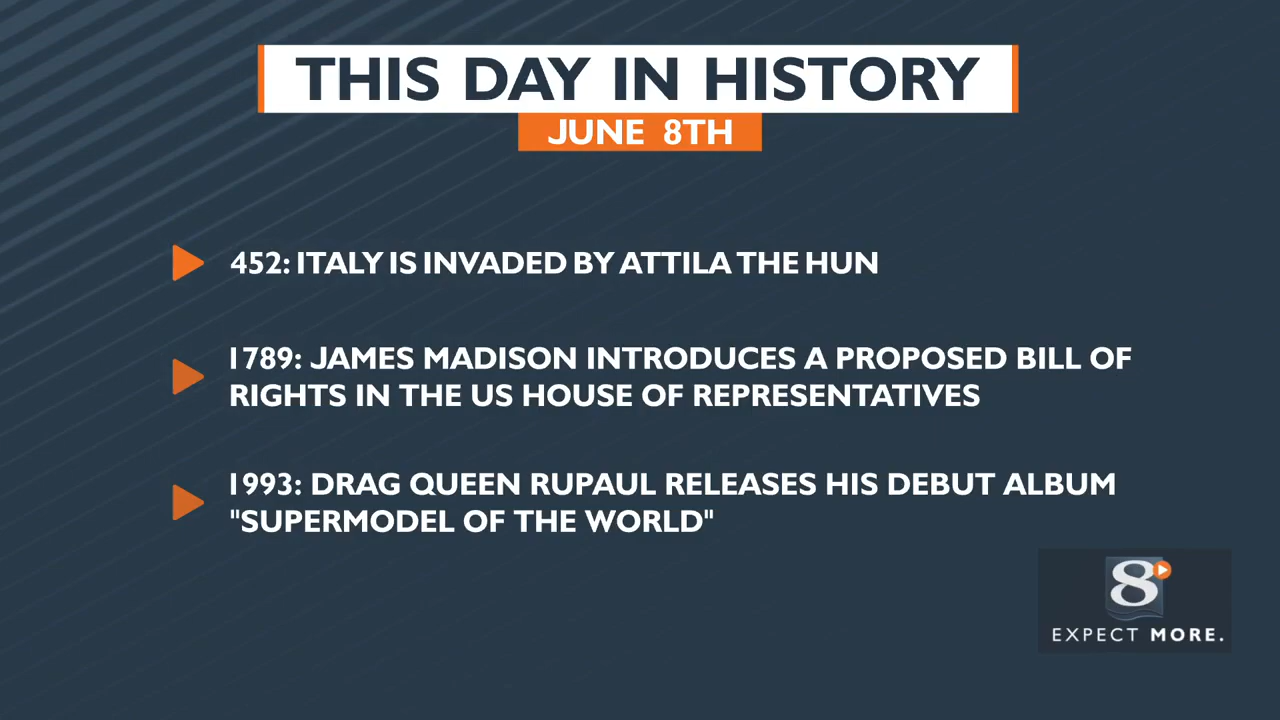 THIS DAY IN HISTORY
JUNE 8TH
452: ITALY IS INVADED BY ATTILA THE HUN
1789: JAMES MADISON INTRODUCES A PROPOSED BILL OF
RIGHTS IN THE US HOUSE OF REPRESENTATIVES
1993: DRAG QUEEN RUPAUL RELEASES HIS DEBUT ALBUM
"SUPERMODEL OF THE WORLD"
8
EXPECT MORE.